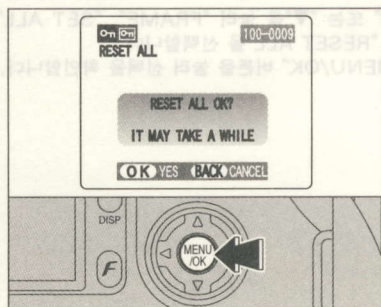 100-0009
RESET ALL
RESET ALL OK?
IT MAY TAKE A WHILE
OK YES BACK CANCEL
DISP
F
MENU
/OK